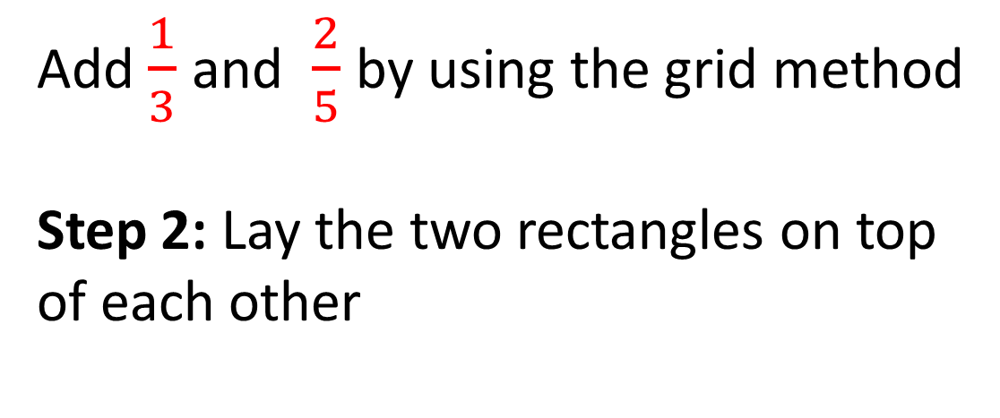 Add 1/3 and 2/5 by using the grid method
Step 2: Lay the two rectangles on top
of each other